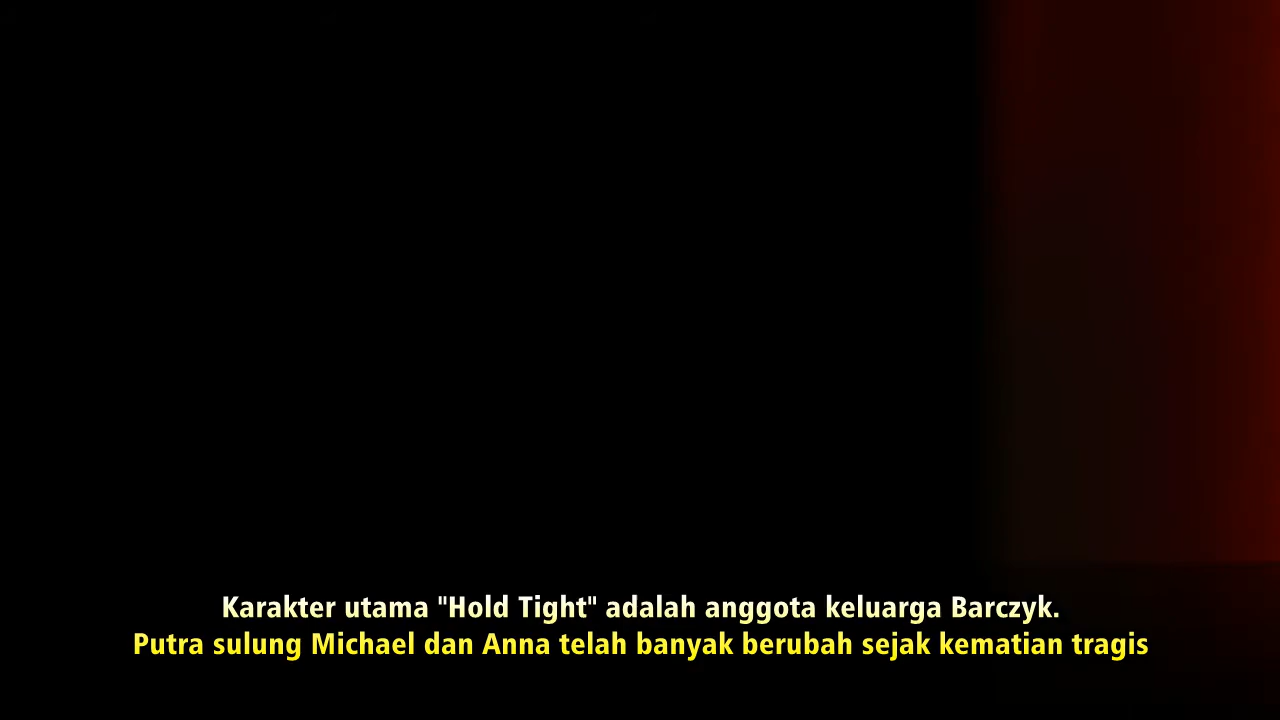 Karakter utama "Hold Tight" adalah anggota keluarga Barczyk.
Putra sulung Michael dan Anna telah banyak berubah sejak kematian tragis